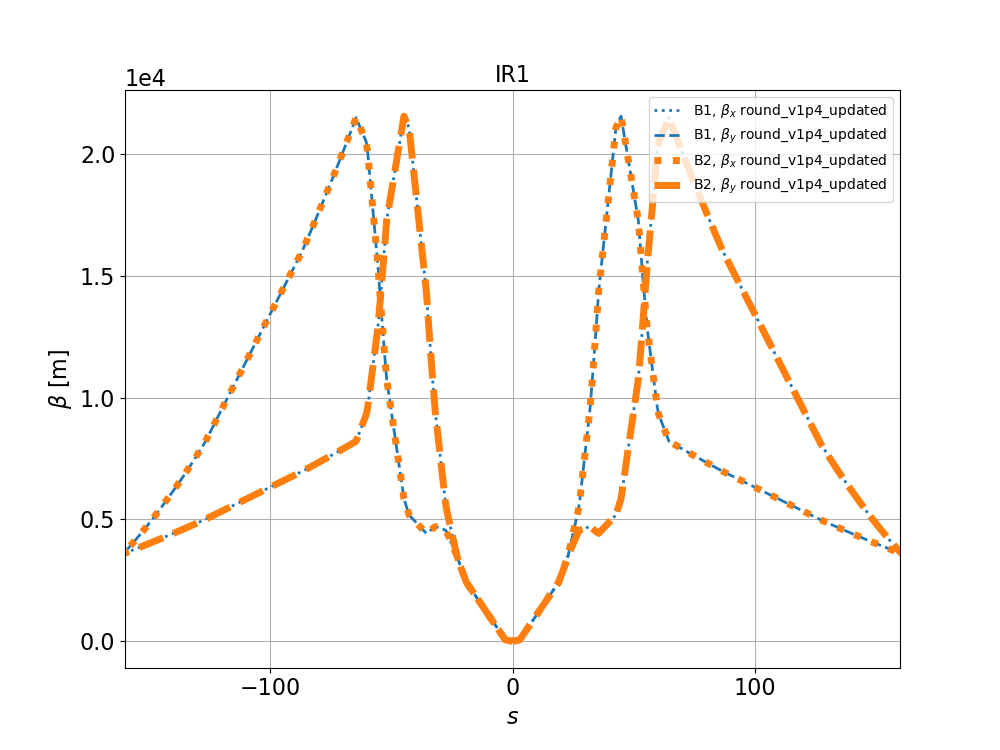 IR1
1e4
B1, βx round_v1p4_updated
B1, βy round_v1p4_updated
B2, βx round_v1p4_updated
B2, βy round_v1p4_updated
2.0
1.5
1.0
0.5
0.0
β [m]
−100 0 100
s